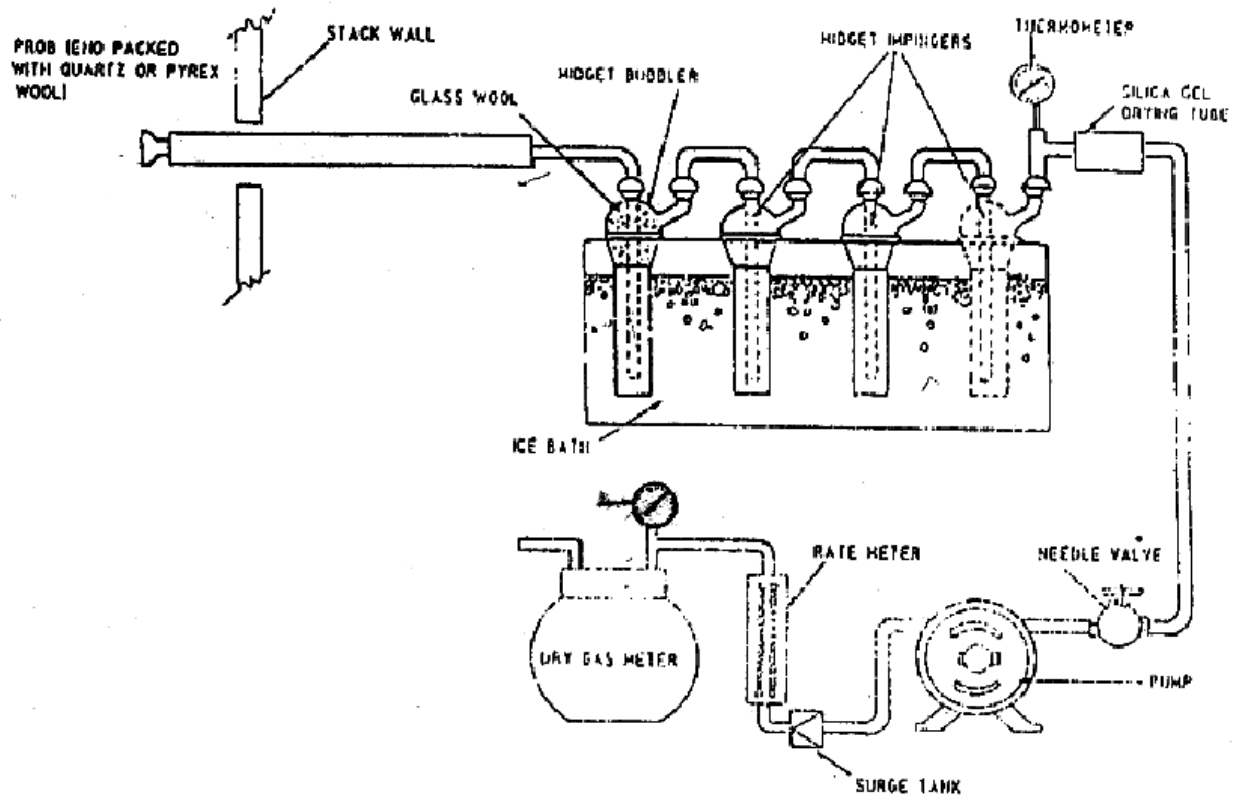 PROB (END PACKED
WITH QUARTZ OR PYREX
WOOL)
STACK WALL
GLASS WOOL
MIDGET BUBBLER
MIDGET IMPINGERS
THERMOMETER
SILICA GEL
DRYING TUBE
ICE BATH
DRY GAS METER
RATE METER
NEEDLE VALVE
PUMP
SURGE TANK